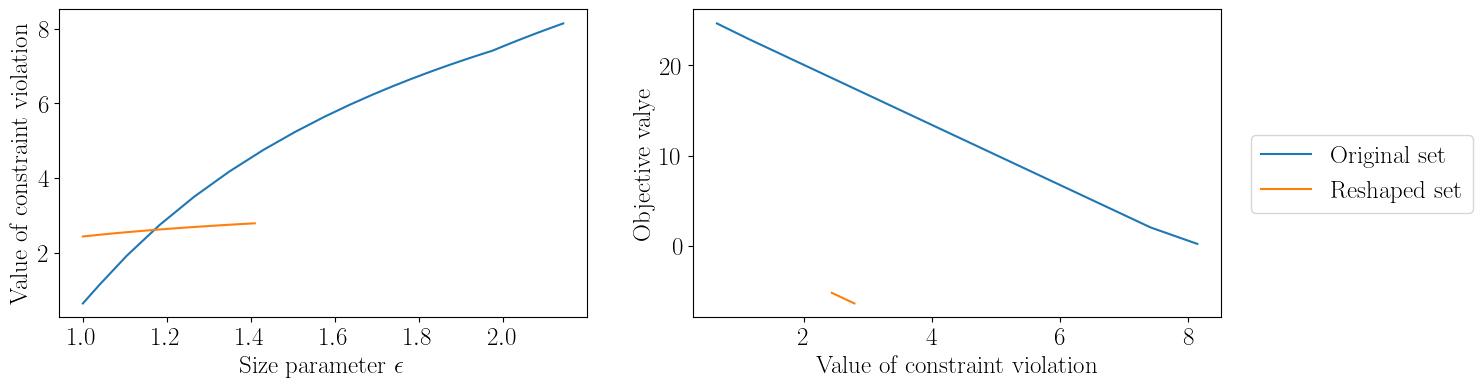 Value of constraint violation
8
6
4
2
1.0 1.2 1.4 1.6 1.8 2.0
Size parameter ϵ
Objective valye
20
10
0
2 4 6 8
Value of constraint violation
Original set
Reshaped set